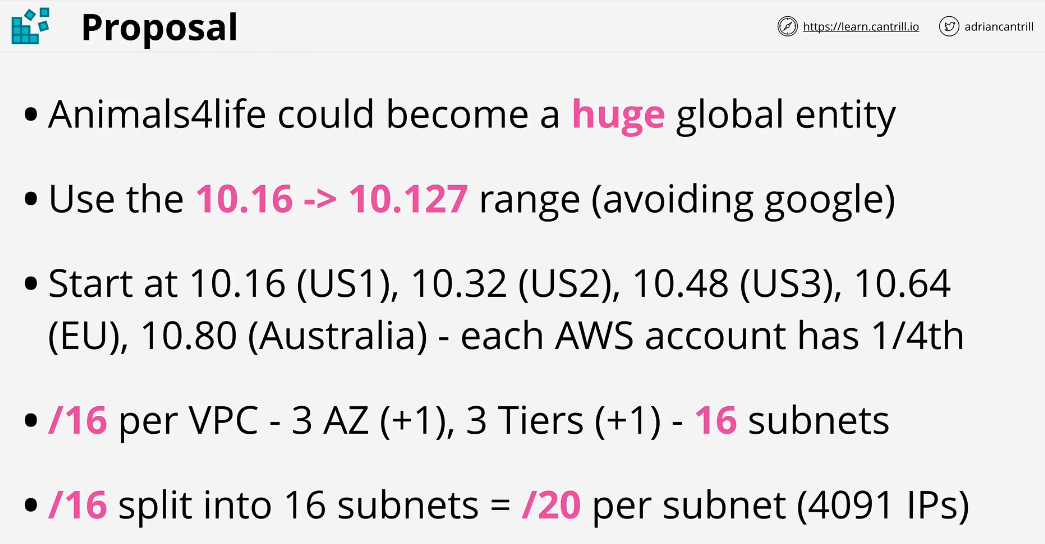 Proposal
https://learn.cantrill.io
adriancantrill
• Animals4life could become a huge global entity
• Use the 10.16 -> 10.127 range (avoiding google)
• Start at 10.16 (US1), 10.32 (US2), 10.48 (US3), 10.64
(EU), 10.80 (Australia) - each AWS account has 1/4th
• /16 per VPC - 3 AZ (+1), 3 Tiers (+1) - 16 subnets
• /16 split into 16 subnets = /20 per subnet (4091 IPs)